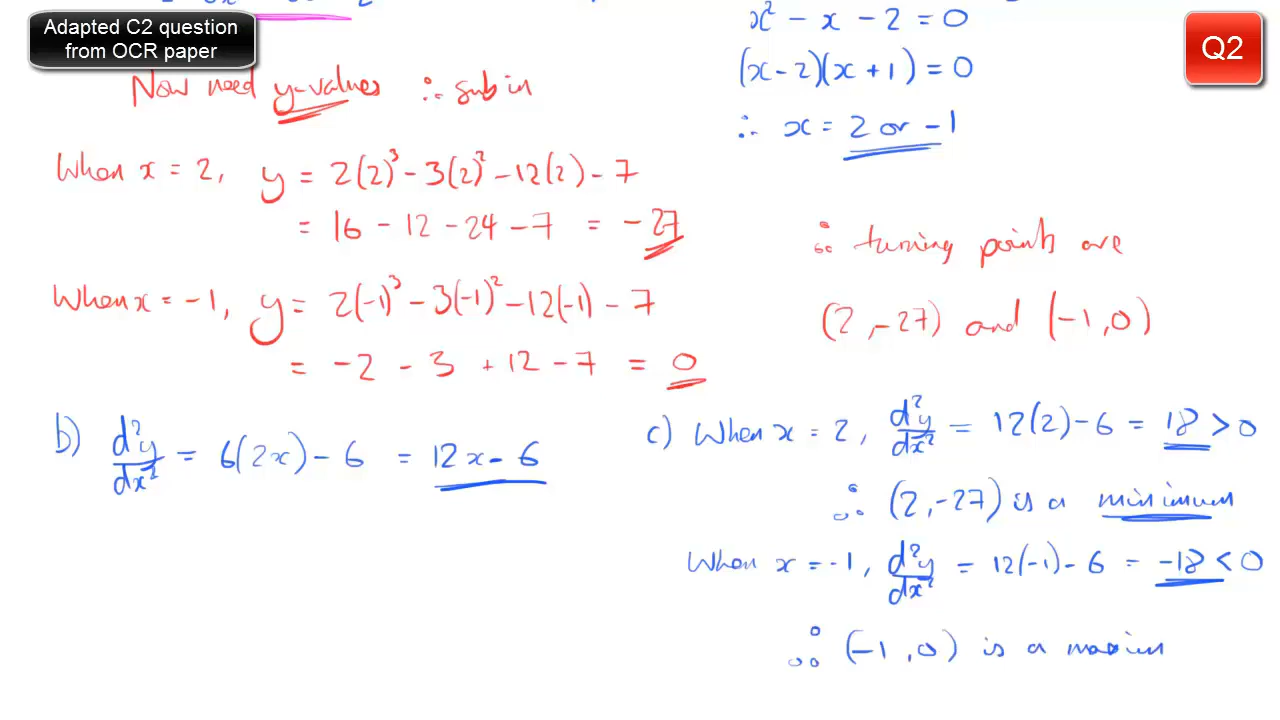 Adapted C2 question
from OCR paper
Q2
x² - x - 2 = 0
(x - 2)(x + 1) = 0
∴ x = 2 or -1
Now need y-values ∴ sub in
When x = 2, y = 2(2)³ - 3(2)² - 12(2) - 7
= 16 - 12 - 24 - 7 = -27
When x = -1, y = 2(-1)³ - 3(-1)² - 12(-1) - 7
= -2 - 3 + 12 - 7 = 0
∴ turning points are
(2, -27) and (-1, 0)
b) d²y/dx² = 6(2x) - 6 = 12x - 6
c) When x = 2, d²y/dx² = 12(2) - 6 = 18 > 0
∴ (2, -27) is a minimum
When x = -1, d²y/dx² = 12(-1) - 6 = -18 < 0
∴ (-1, 0) is a